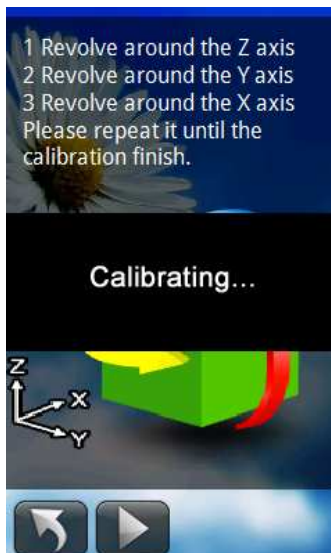 1 Revolve around the Z axis
2 Revolve around the Y axis
3 Revolve around the X axis
Please repeat it until the
calibration finish.
Calibrating...
Z
X
Y